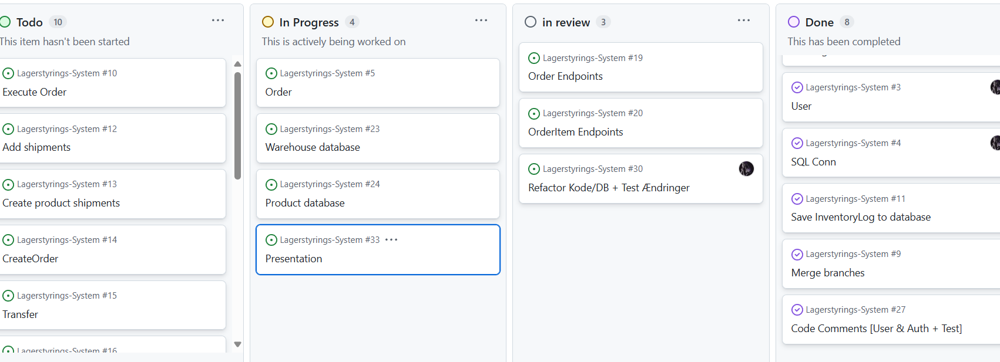 Todo 10
This item hasn't been started
Lagerstyrings-System #10
Execute Order
Lagerstyrings-System #12
Add shipments
Lagerstyrings-System #13
Create product shipments
Lagerstyrings-System #14
CreateOrder
Lagerstyrings-System #15
Transfer
Lagerstyrings-System #16
In Progress 4
This is actively being worked on
Lagerstyrings-System #5
Order
Lagerstyrings-System #23
Warehouse database
Lagerstyrings-System #24
Product database
Lagerstyrings-System #33
Presentation
in review 3
Lagerstyrings-System #19
Order Endpoints
Lagerstyrings-System #20
OrderItem Endpoints
Lagerstyrings-System #30
Refactor Kode/DB + Test Ændringer
Done 8
This has been completed
Lagerstyrings-System #3
User
Lagerstyrings-System #4
SQL Conn
Lagerstyrings-System #11
Save InventoryLog to database
Lagerstyrings-System #9
Merge branches
Lagerstyrings-System #27
Code Comments [User & Auth + Test]